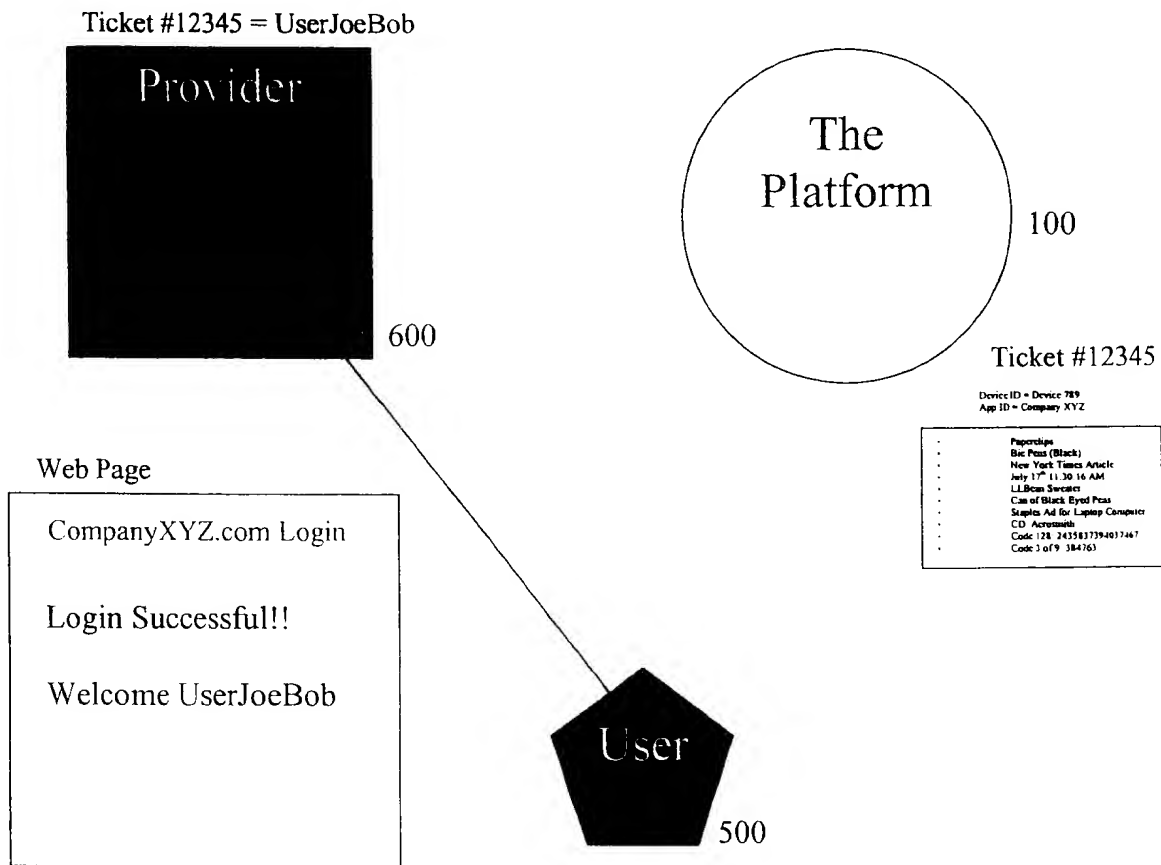 Ticket #12345 = UserJoeBob
Provider
600
The
Platform
100
Ticket #12345
Device ID = Device 789
App ID = Company XYZ
Paperclips
Bic Pens (Black)
New York Times Article
July 17th 11:30:16 AM
LLBean Sweater
Can of Black Eyed Peas
Staples Ad for Laptop Computer
CD Aerosmith
Code 128
Code 3 of 9 384763
Web Page
CompanyXYZ.com Login
Login Successful!!
Welcome UserJoeBob
User
500